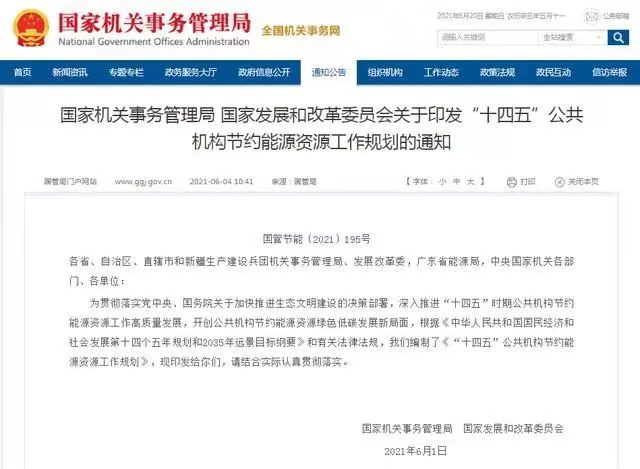 国家机关事务管理局
National Government Offices Administration
全国机关事务网
2021年6月20日 星期日 农历辛丑年五月十一
公务邮箱
请输入关键词
全站搜索
首页 新闻资讯 专题专栏 政务服务大厅 政府信息公开 通知公告 组织机构 工作动态 政策法规 政民互动 信访举报
国家机关事务管理局 国家发展和改革委员会关于印发“十四五”公共
机构节约能源资源工作规划的通知
国管局门户网站 www.ggj.gov.cn 2021-06-04 10:41 来源：国管局 【 字体： 小 中 大 】 打印 关闭本页
国管节能〔2021〕195号
各省、自治区、直辖市和新疆生产建设兵团机关事务管理局、发展改革委，广东省能源局，中央国家机关各部
门、各单位：
为贯彻落实党中央、国务院关于加快推进生态文明建设的决策部署，深入推进“十四五”时期公共机构节约
能源资源工作高质量发展，开创公共机构节约能源资源绿色低碳发展新局面，根据《中华人民共和国国民经济和
社会发展第十四个五年规划和2035年远景目标纲要》和有关法律法规，我们编制了《“十四五”公共机构节约能
源资源工作规划》，现印发给你们，请结合实际认真贯彻落实。
国家机关事务管理局 国家发展和改革委员会
2021年6月1日